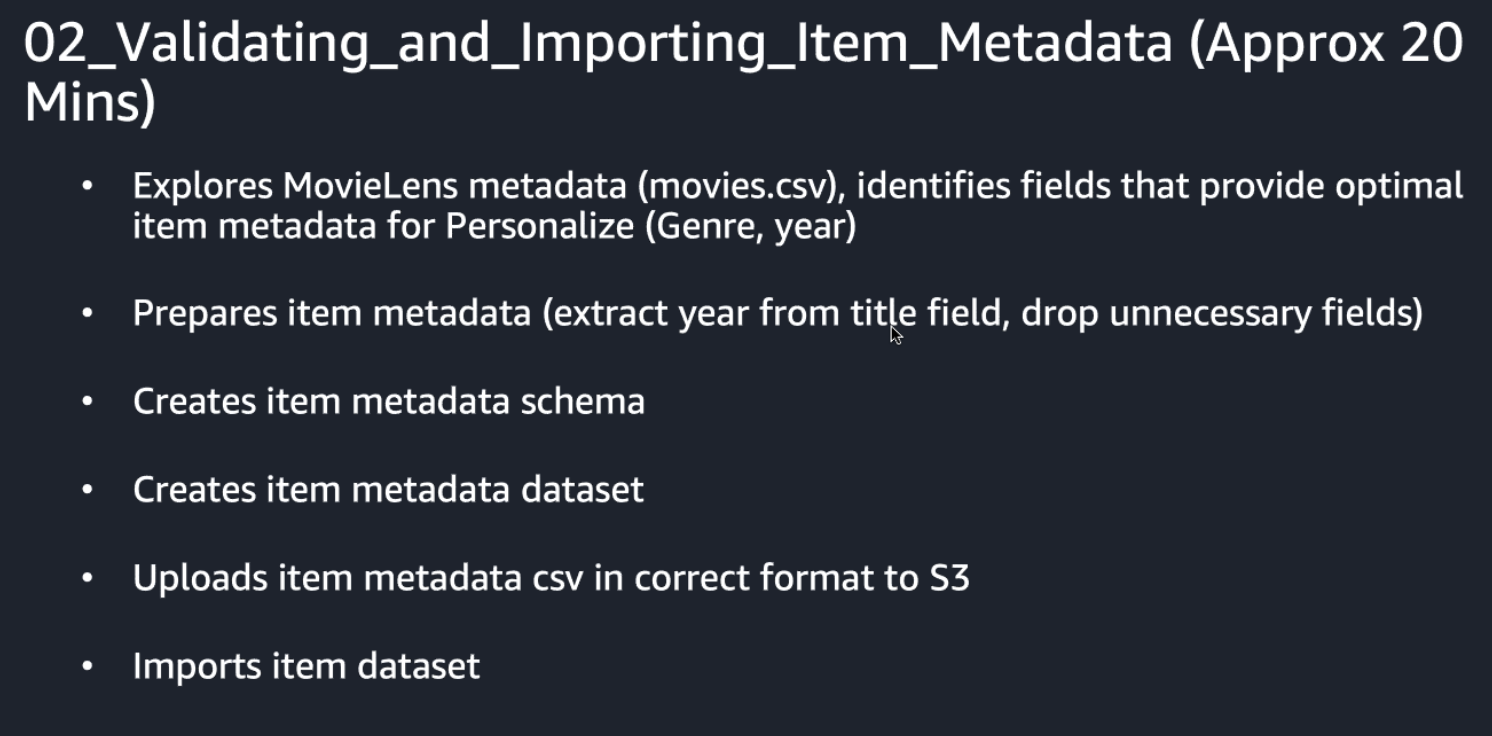 02_Validating_and_Importing_Item_Metadata (Approx 20
Mins)
• Explores MovieLens metadata (movies.csv), identifies fields that provide optimal
item metadata for Personalize (Genre, year)
• Prepares item metadata (extract year from title field, drop unnecessary fields)
• Creates item metadata schema
• Creates item metadata dataset
• Uploads item metadata csv in correct format to S3
• Imports item dataset